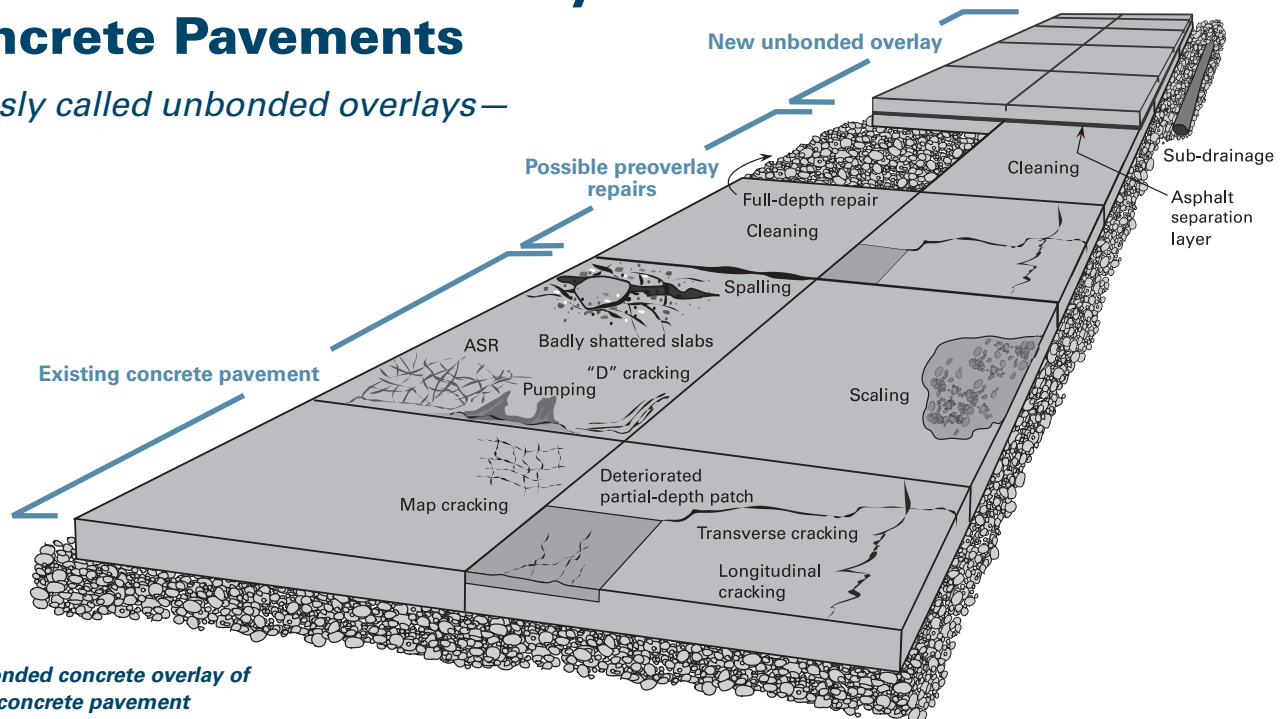 ncrete Pavements
sly called unbonded overlays—
New unbonded overlay
Possible preoverlay
repairs
Existing concrete pavement
Cleaning
Sub-drainage
Asphalt
separation
layer
Full-depth repair
Cleaning
Spalling
ASR
Badly shattered slabs
“D” cracking
Pumping
Scaling
Map cracking
Deteriorated
partial-depth patch
Transverse cracking
Longitudinal
cracking
nded concrete overlay of
concrete pavement